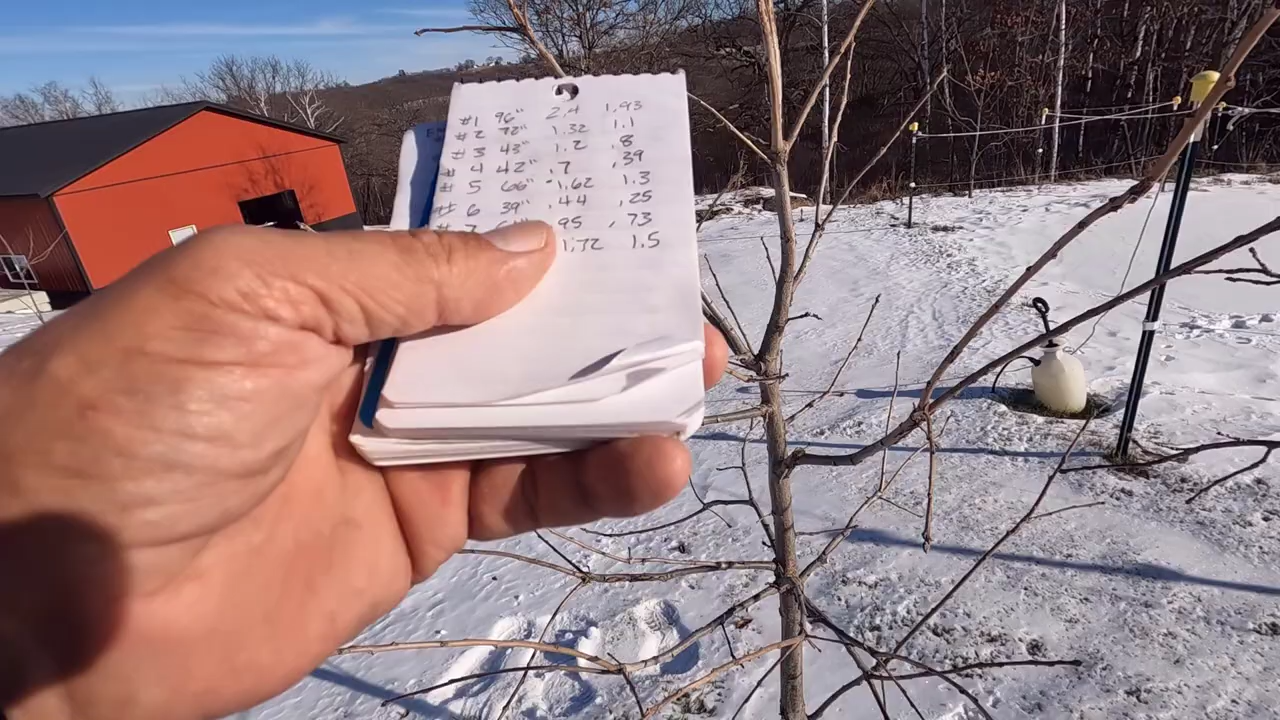 #1 96" 2.4 1.93
#2 72" 1.32 1.1
#3 43" 1.2 .8
#4 42" .7 .39
#5 66" 1.62 1.3
#6 39" .44 .25
.95 .73
1.72 1.5